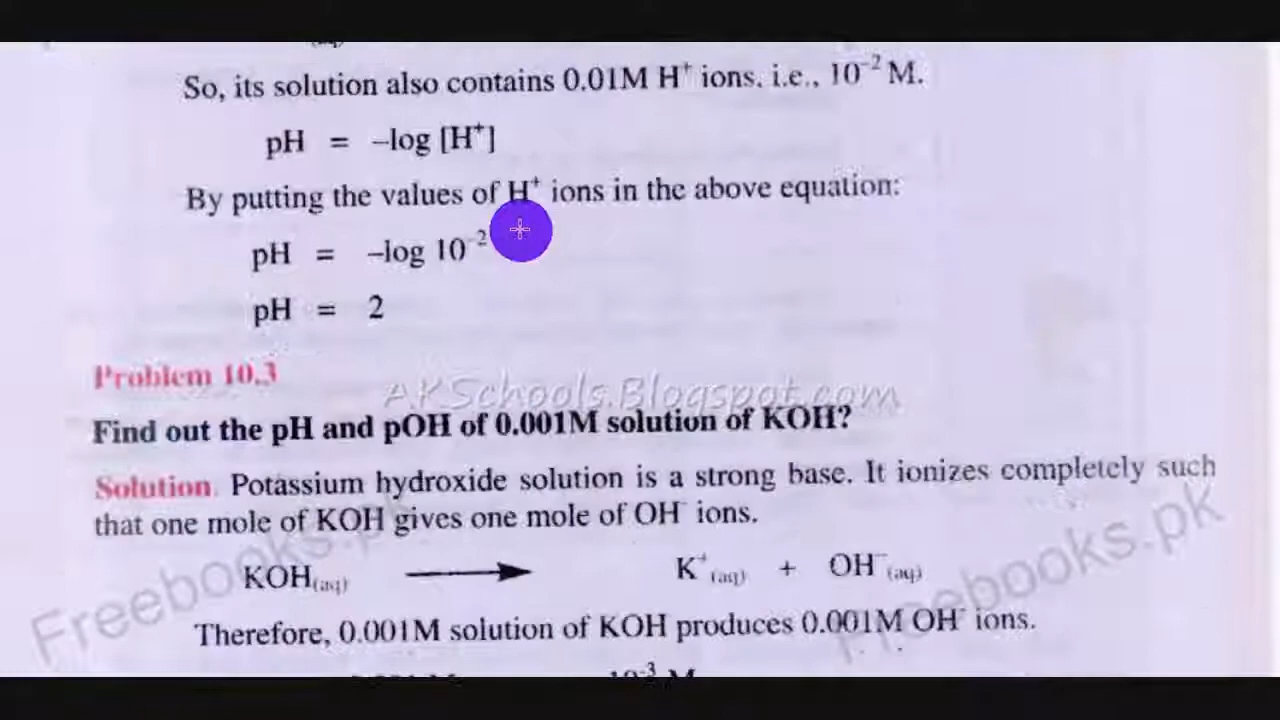 So, its solution also contains 0.01M H⁺ ions. i.e., 10⁻² M.
pH = –log [H⁺]
By putting the values of H⁺ ions in the above equation:
pH = –log 10⁻²
pH = 2
Problem 10.3
AKSchools.Blogspot.com
Find out the pH and pOH of 0.001M solution of KOH?
Solution. Potassium hydroxide solution is a strong base. It ionizes completely such
that one mole of KOH gives one mole of OH⁻ ions.
Freebooks.pk
Freebooks.pk
KOH(aq) ⟶ K⁺(aq) + OH⁻(aq)
Therefore, 0.001M solution of KOH produces 0.001M OH⁻ ions.